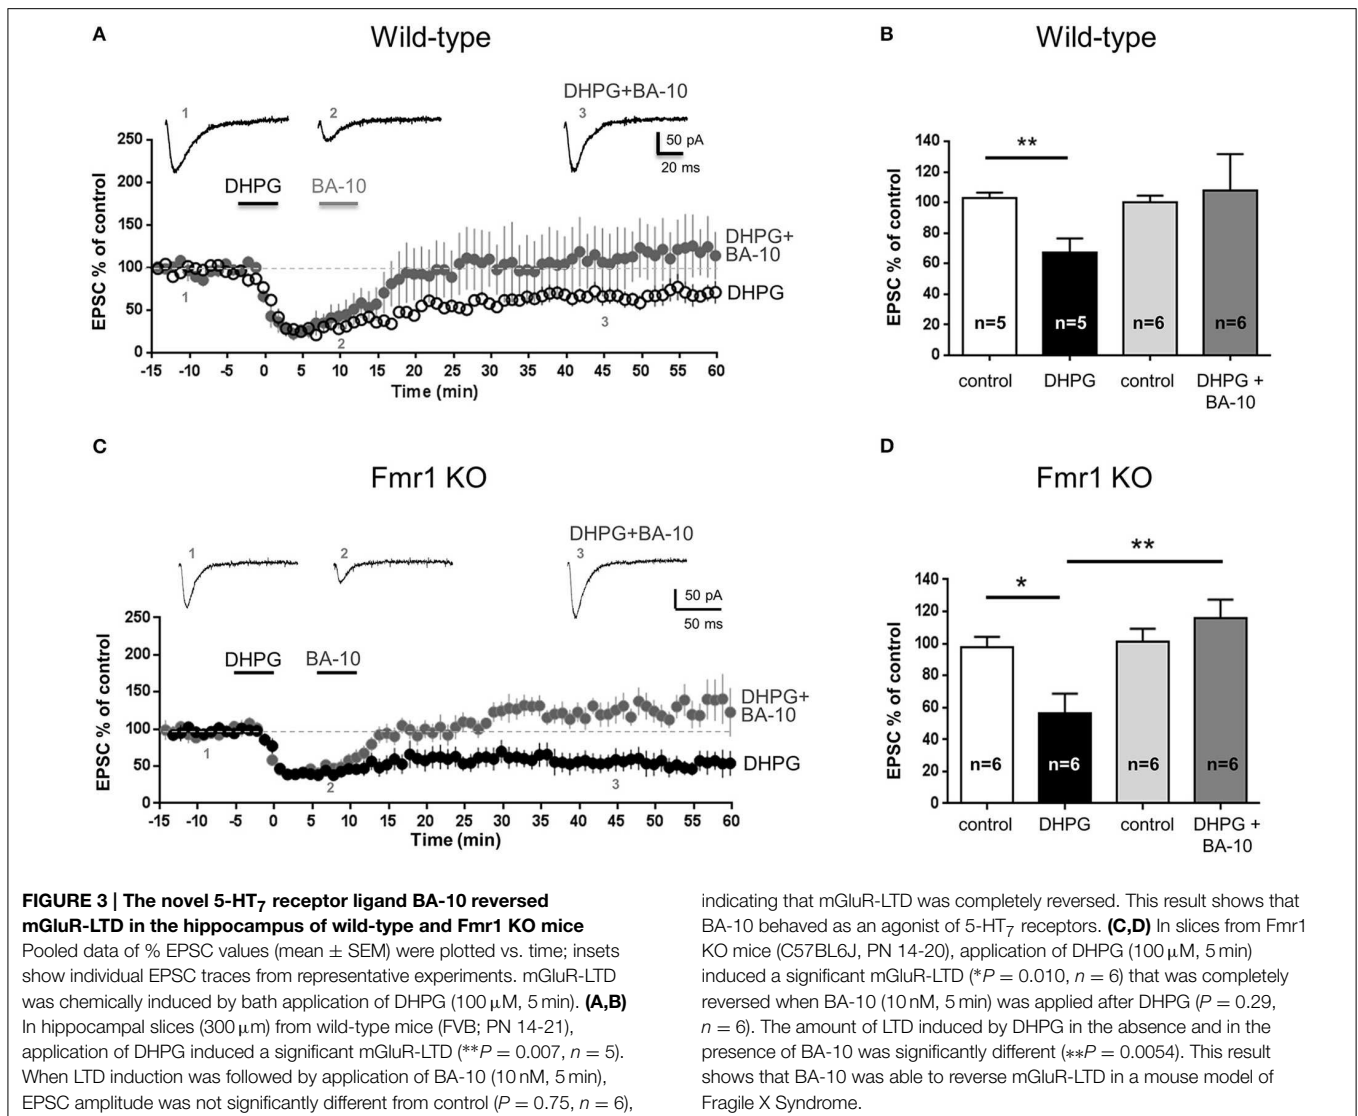 A
Wild-type
1
2
DHPG+BA-10
3
50 pA
20 ms
DHPG
BA-10
EPSC % of control
250
200
150
100
50
0
1
2
3
DHPG+
BA-10
DHPG
-15 -10 -5 0 5 10 15 20 25 30 35 40 45 50 55 60
Time (min)
B
Wild-type
**
EPSC % of control
140
120
100
80
60
40
20
0
n=5 n=5 n=6 n=6
control DHPG control DHPG +
BA-10
C
Fmr1 KO
1
2
DHPG+BA-10
3
50 pA
50 ms
DHPG
BA-10
EPSC % of control
250
200
150
100
50
0
1
2
3
DHPG+
BA-10
DHPG
-15 -10 -5 0 5 10 15 20 25 30 35 40 45 50 55 60
Time (min)
D
Fmr1 KO
**
*
EPSC % of control
140
120
100
80
60
40
20
0
n=6 n=6 n=6 n=6
control DHPG control DHPG +
BA-10
FIGURE 3 | The novel 5-HT7 receptor ligand BA-10 reversed
mGluR-LTD in the hippocampus of wild-type and Fmr1 KO mice
Pooled data of % EPSC values (mean ± SEM) were plotted vs. time; insets
show individual EPSC traces from representative experiments. mGluR-LTD
was chemically induced by bath application of DHPG (100 μM, 5 min). (A,B)
In hippocampal slices (300 μm) from wild-type mice (FVB; PN 14-21),
application of DHPG induced a significant mGluR-LTD (**P = 0.007, n = 5).
When LTD induction was followed by application of BA-10 (10 nM, 5 min),
EPSC amplitude was not significantly different from control (P = 0.75, n = 6),
indicating that mGluR-LTD was completely reversed. This result shows that
BA-10 behaved as an agonist of 5-HT7 receptors. (C,D) In slices from Fmr1
KO mice (C57BL6J, PN 14-20), application of DHPG (100 μM, 5 min)
induced a significant mGluR-LTD (*P = 0.010, n = 6) that was completely
reversed when BA-10 (10 nM, 5 min) was applied after DHPG (P = 0.29,
n = 6). The amount of LTD induced by DHPG in the absence and in the
presence of BA-10 was significantly different (**P = 0.0054). This result
shows that BA-10 was able to reverse mGluR-LTD in a mouse model of
Fragile X Syndrome.